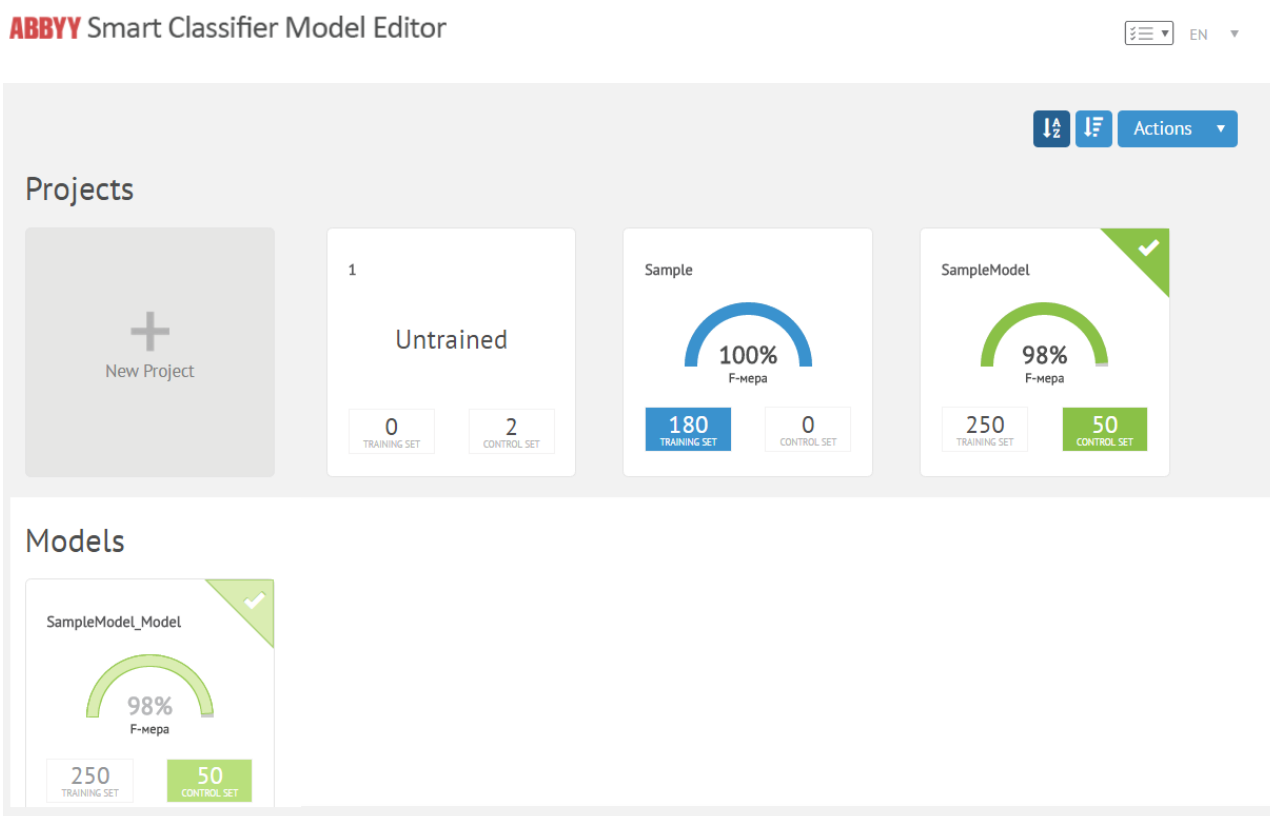 ABBYY Smart Classifier Model Editor
EN
A
Z
Actions
Projects
New Project
1
Untrained
0
TRAINING SET
2
CONTROL SET
Sample
100%
F-мера
180
TRAINING SET
0
CONTROL SET
SampleModel
98%
F-мера
250
TRAINING SET
50
CONTROL SET
Models
SampleModel_Model
98%
F-мера
250
TRAINING SET
50
CONTROL SET